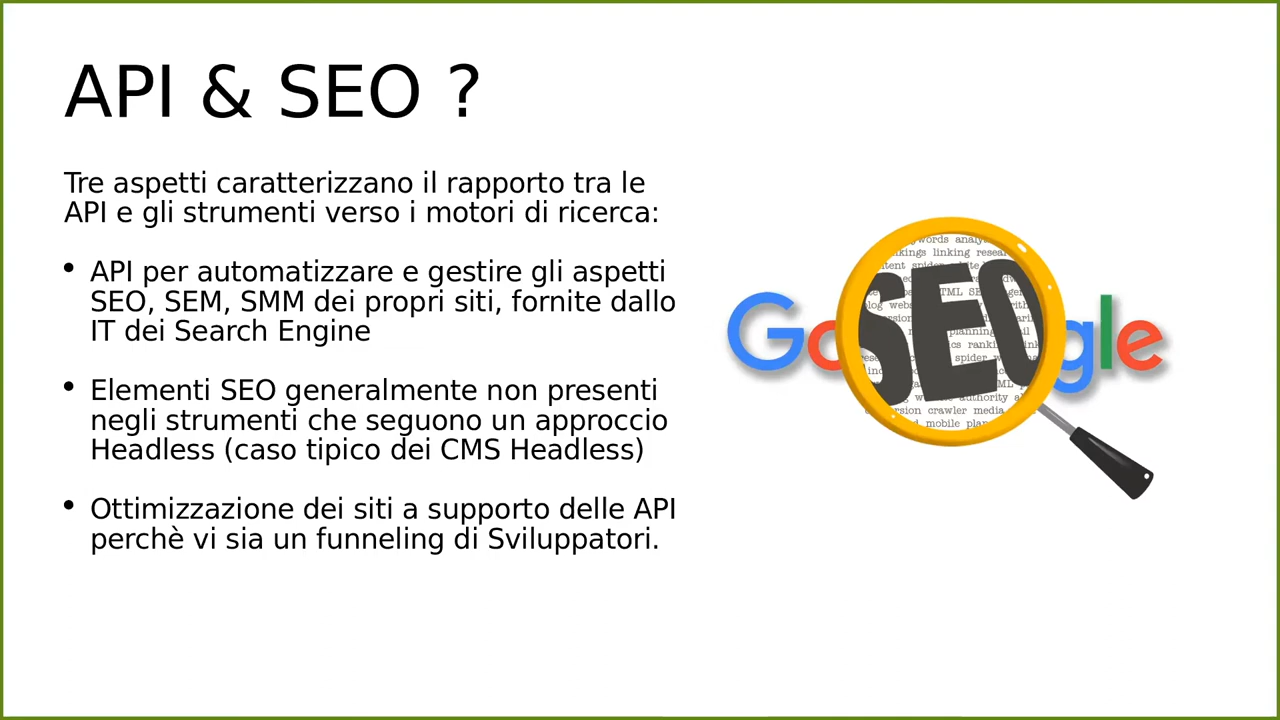 API & SEO ?
Tre aspetti caratterizzano il rapporto tra le
API e gli strumenti verso i motori di ricerca:
• API per automatizzare e gestire gli aspetti
SEO, SEM, SMM dei propri siti, fornite dallo
IT dei Search Engine
• Elementi SEO generalmente non presenti
negli strumenti che seguono un approccio
Headless (caso tipico dei CMS Headless)
• Ottimizzazione dei siti a supporto delle API
perchè vi sia un funneling di Sviluppatori.
SEO
gle